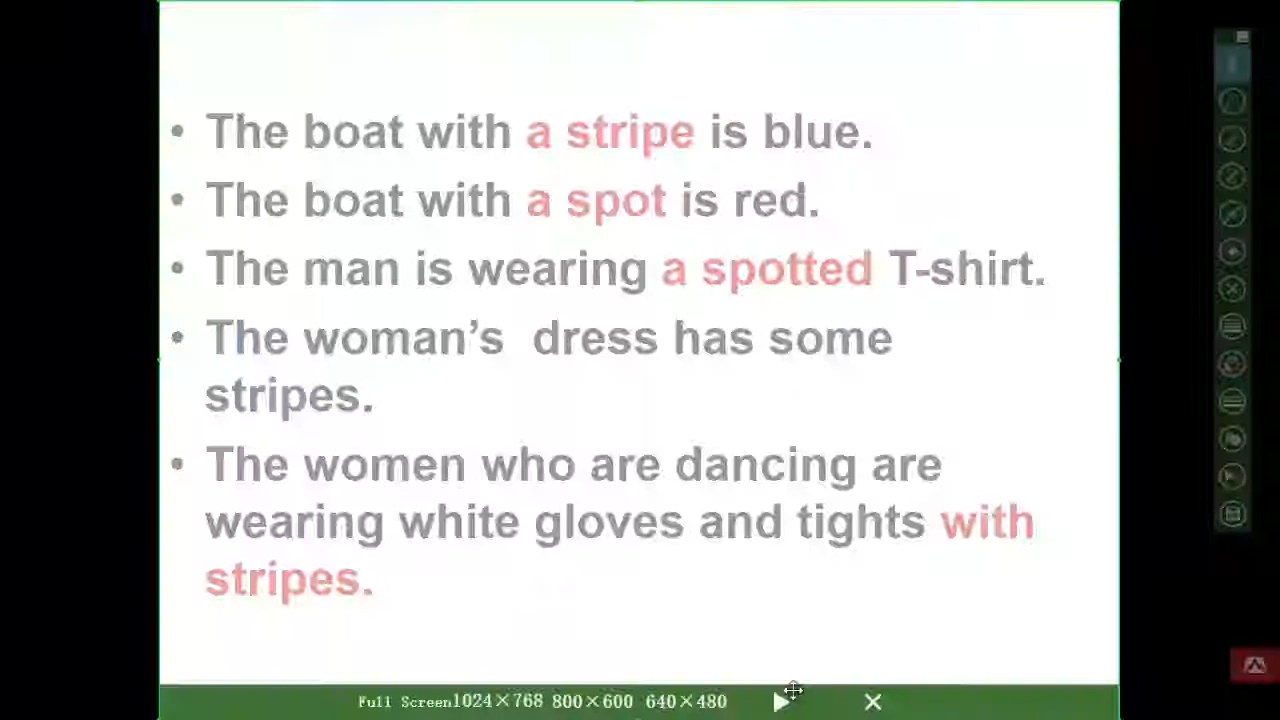 • The boat with a stripe is blue.
• The boat with a spot is red.
• The man is wearing a spotted T-shirt.
• The woman’s  dress has some
stripes.
• The women who are dancing are
wearing white gloves and tights with
stripes.
Full Screen 1024×768 800×600 640×480